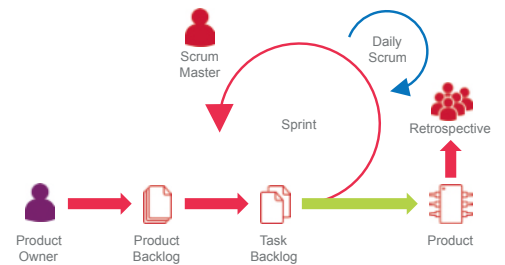 Daily
Scrum
Scrum
Master
Sprint
Retrospective
Product
Owner
Product
Backlog
Task
Backlog
Product